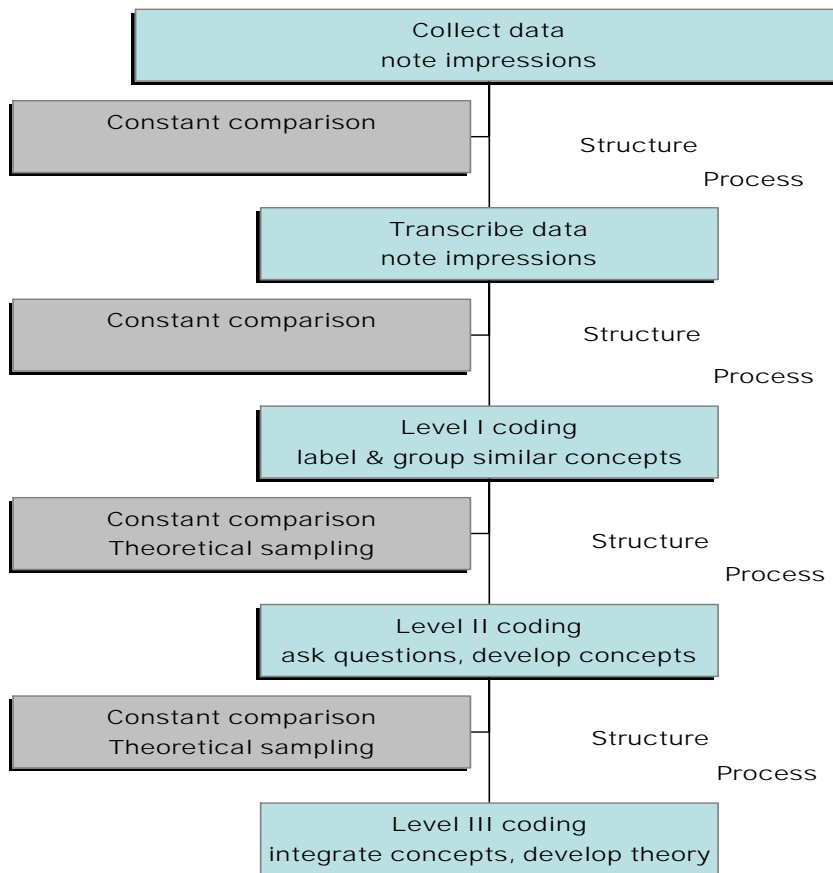 Collect data
note impressions
Constant comparison
Structure
Process
Transcribe data
note impressions
Constant comparison
Structure
Process
Level I coding
label & group similar concepts
Constant comparison
Theoretical sampling
Structure
Process
Level II coding
ask questions, develop concepts
Constant comparison
Theoretical sampling
Structure
Process
Level III coding
integrate concepts, develop theory